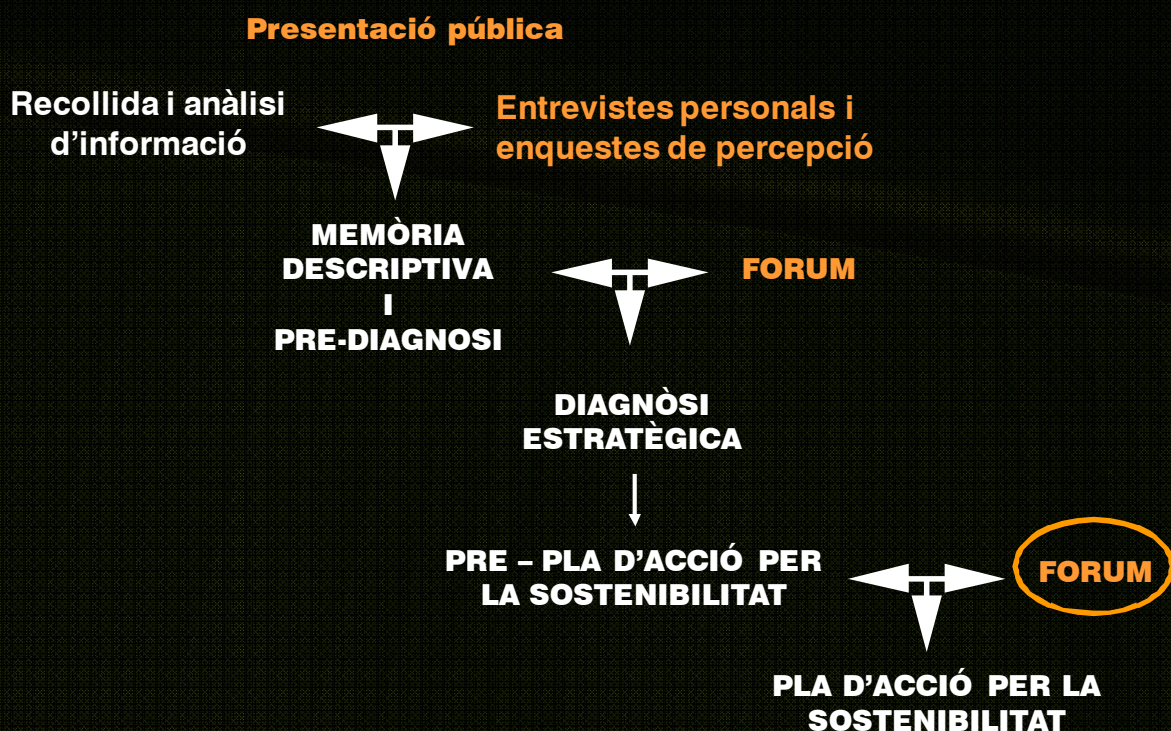 Presentació pública
Recollida i anàlisi
d’informació
Entrevistes personals i
enquestes de percepció
MEMÒRIA
DESCRIPTIVA
I
PRE-DIAGNOSI
FORUM
DIAGNÒSI
ESTRATÈGICA
PRE – PLA D’ACCIÓ PER
LA SOSTENIBILITAT
FORUM
PLA D’ACCIÓ PER LA
SOSTENIBILITAT